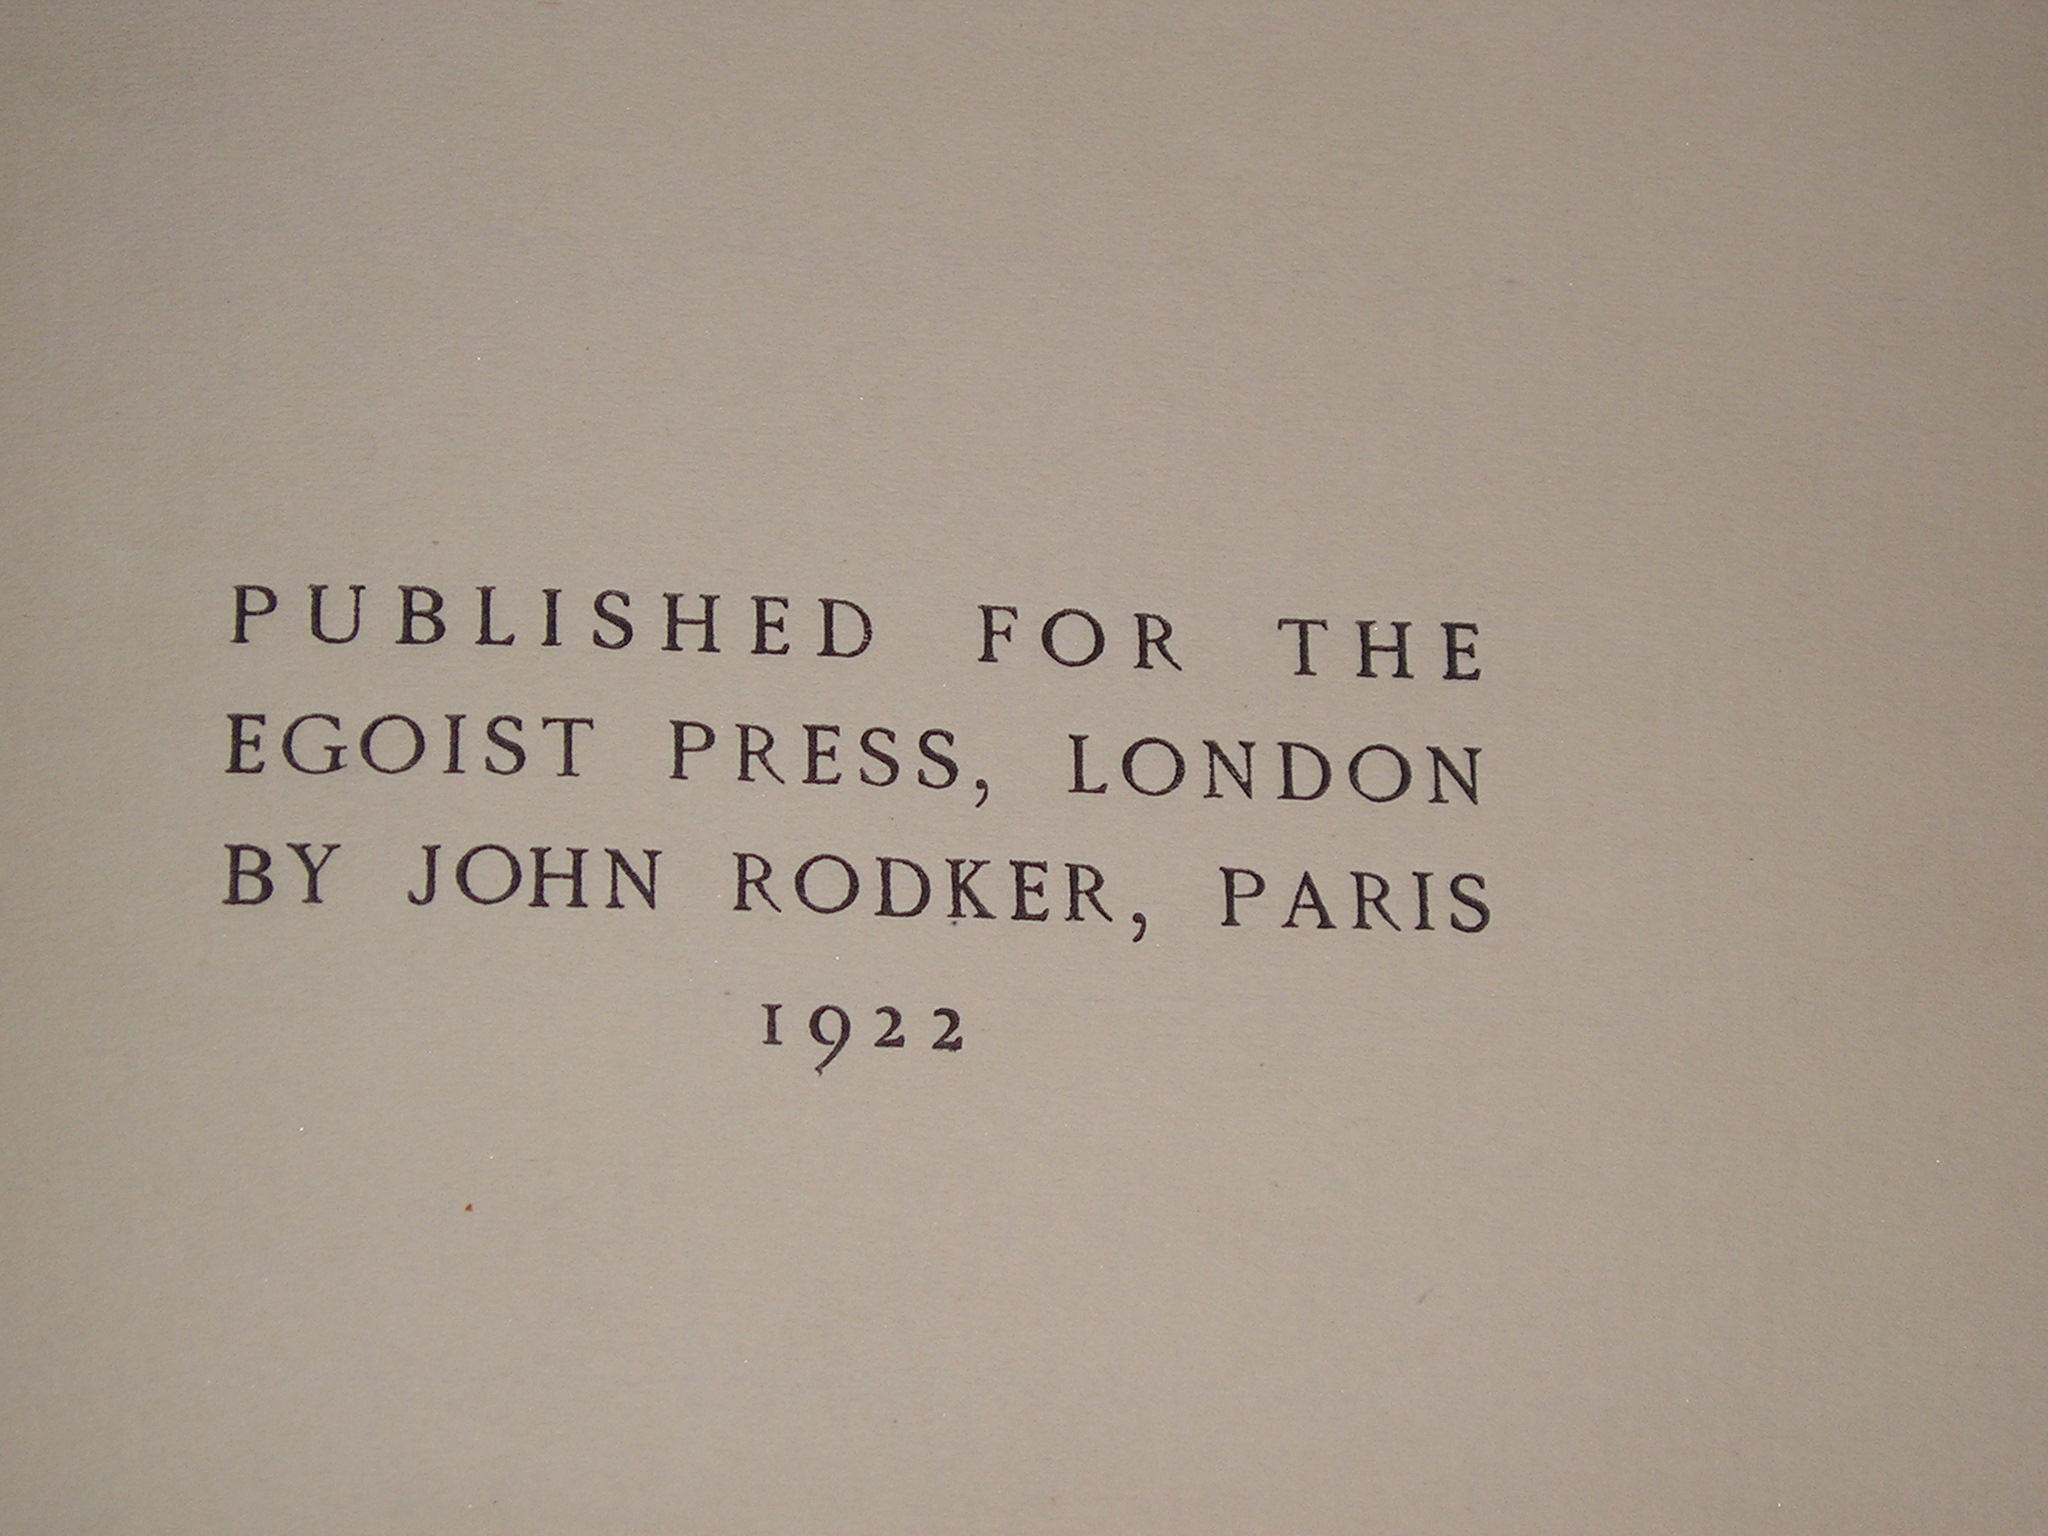 PUBLISHED FOR THE
EGOIST PRESS, LONDON
BY JOHN RODKER, PARIS
1922